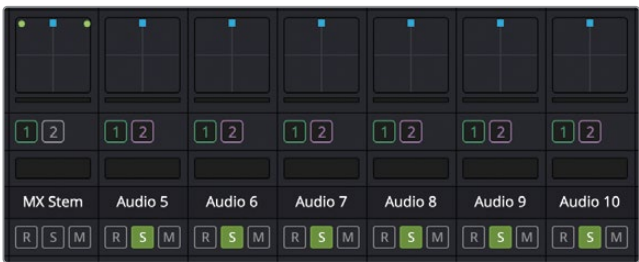 1 2 1 2 1 2 1 2 1 2 1 2 1 2
MX Stem Audio 5 Audio 6 Audio 7 Audio 8 Audio 9 Audio 10
R S M R S M R S M R S M R S M R S M R S M